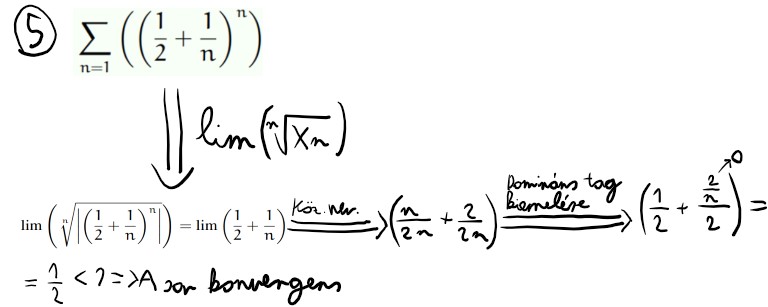 ⑤ \sum_{n=1} \left( \left( \frac{1}{2} + \frac{1}{n} \right)^n \right)
\lim \left( \sqrt[n]{X_n} \right)
\lim \left( \sqrt[n]{\left| \left( \frac{1}{2} + \frac{1}{n} \right)^n \right|} \right) = \lim \left( \frac{1}{2} + \frac{1}{n} \right) \xRightarrow{\text{Köz. nev.}} \left( \frac{n}{2n} + \frac{2}{2n} \right) \xRightarrow{\text{Domináns tag kiemelése}} \left( \frac{1}{2} + \frac{\frac{2}{n} \to 0}{2} \right) =
= \frac{1}{2} < 1 => A sor konvergens